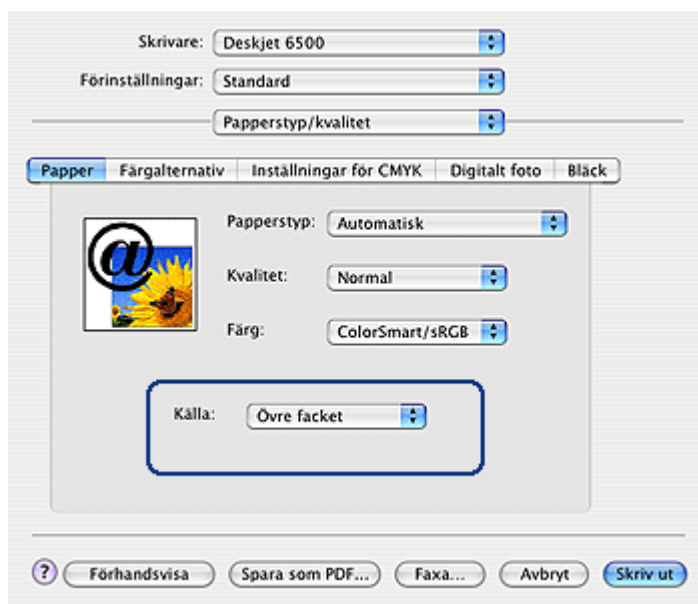 Skrivare: Deskjet 6500
Förinställningar: Standard
Papperstyp/kvalitet
Papper Färgalternativ Inställningar för CMYK Digitalt foto Bläck
Papperstyp: Automatisk
@
Kvalitet: Normal
Färg: ColorSmart/sRGB
Källa: Övre facket
? Förhandsvisa Spara som PDF... Faxa... Avbryt Skriv ut